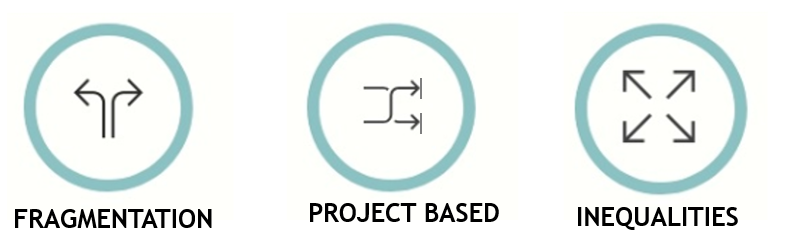 FRAGMENTATION
PROJECT BASED
INEQUALITIES